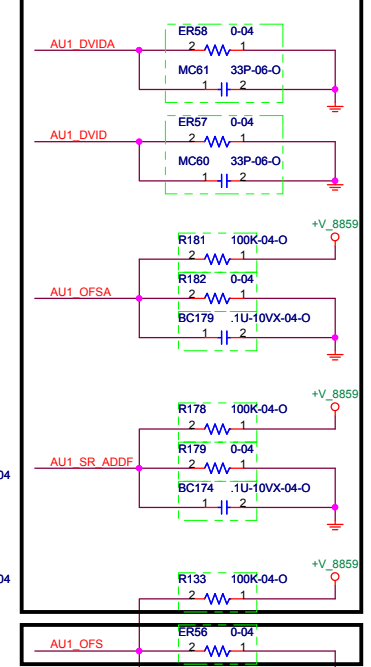 ER58 0-04
AU1_DVIDA
2 1
MC61 33P-06-O
1 2
ER57 0-04
AU1_DVID
2 1
MC60 33P-06-O
1 2
+V_8859
R181 100K-04-O
2 1
R182 0-04
AU1_OFSA
2 1
BC179 .1U-10VX-04-O
1 2
+V_8859
R178 100K-04-O
2 1
R179 0-04
AU1_SR_ADDF
2 1
04
BC174 .1U-10VX-04-O
1 2
+V_8859
04
R133 100K-04-O
2 1
ER56 0-04
AU1_OFS
2 1